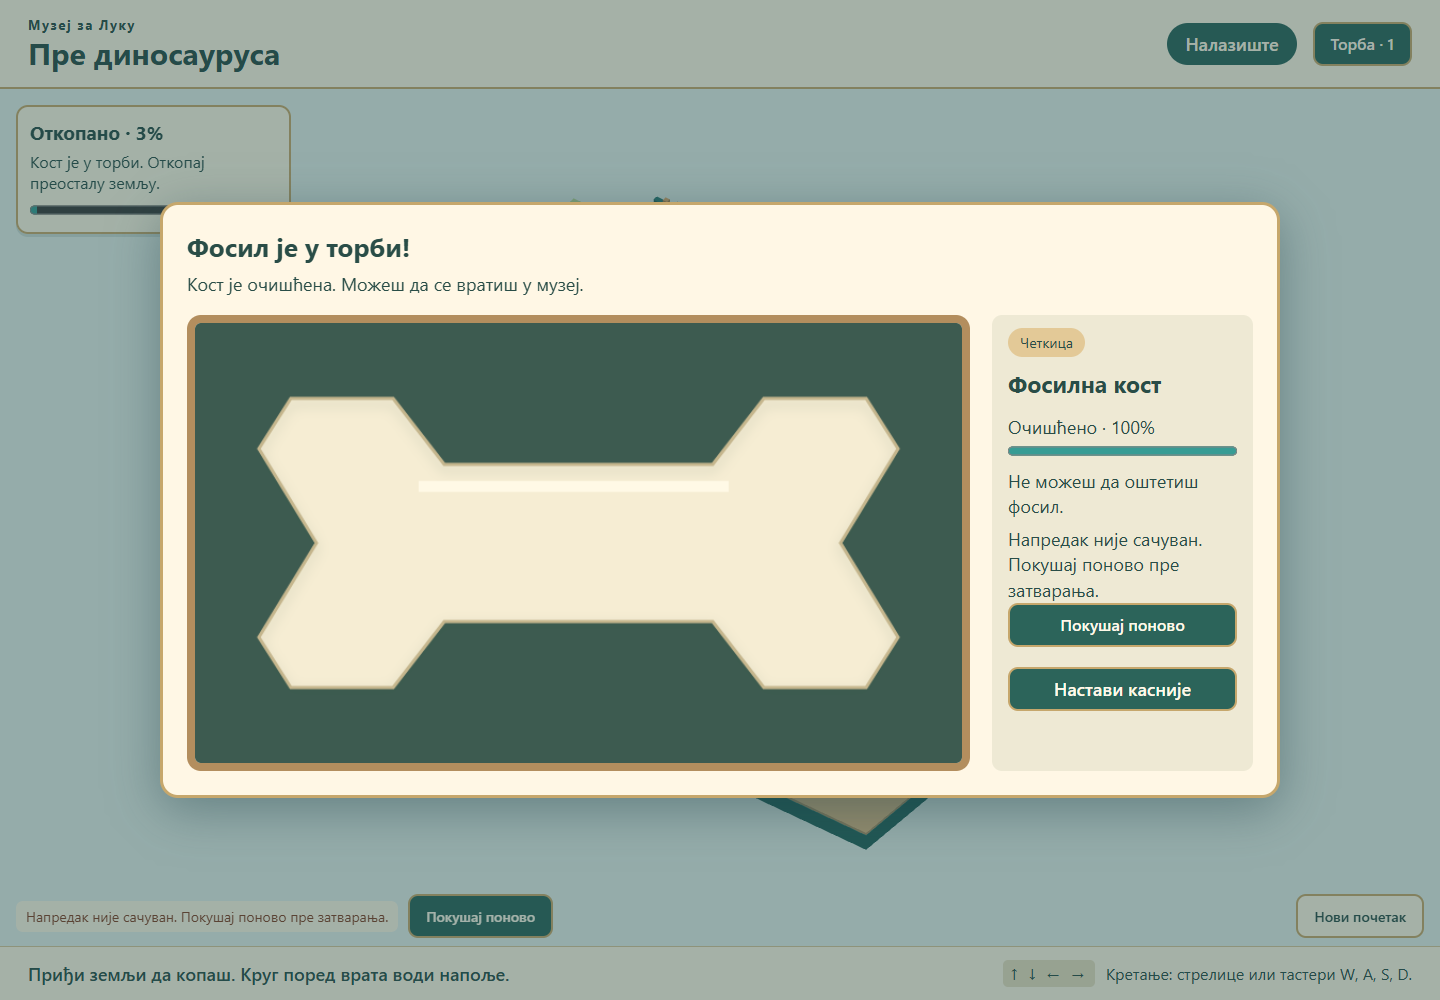 Музеј за Луку
Пре диносауруса
Налазиште
Торба · 1
Откопано · 3%
Кост је у торби. Откопај
преосталу земљу.
Фосил је у торби!
Кост је очишћена. Можеш да се вратиш у музеј.
Четкица
Фосилна кост
Очишћено · 100%
Не можеш да оштетиш
фосил.
Напредак није сачуван.
Покушај поново пре
затварања.
Покушај поново
Настави касније
Напредак није сачуван. Покушај поново пре затварања.
Покушај поново
Нови почетак
Приђи земљи да копаш. Круг поред врата води напоље.
↑ ↓ ← → Кретање: стрелице или тастери W, A, S, D.